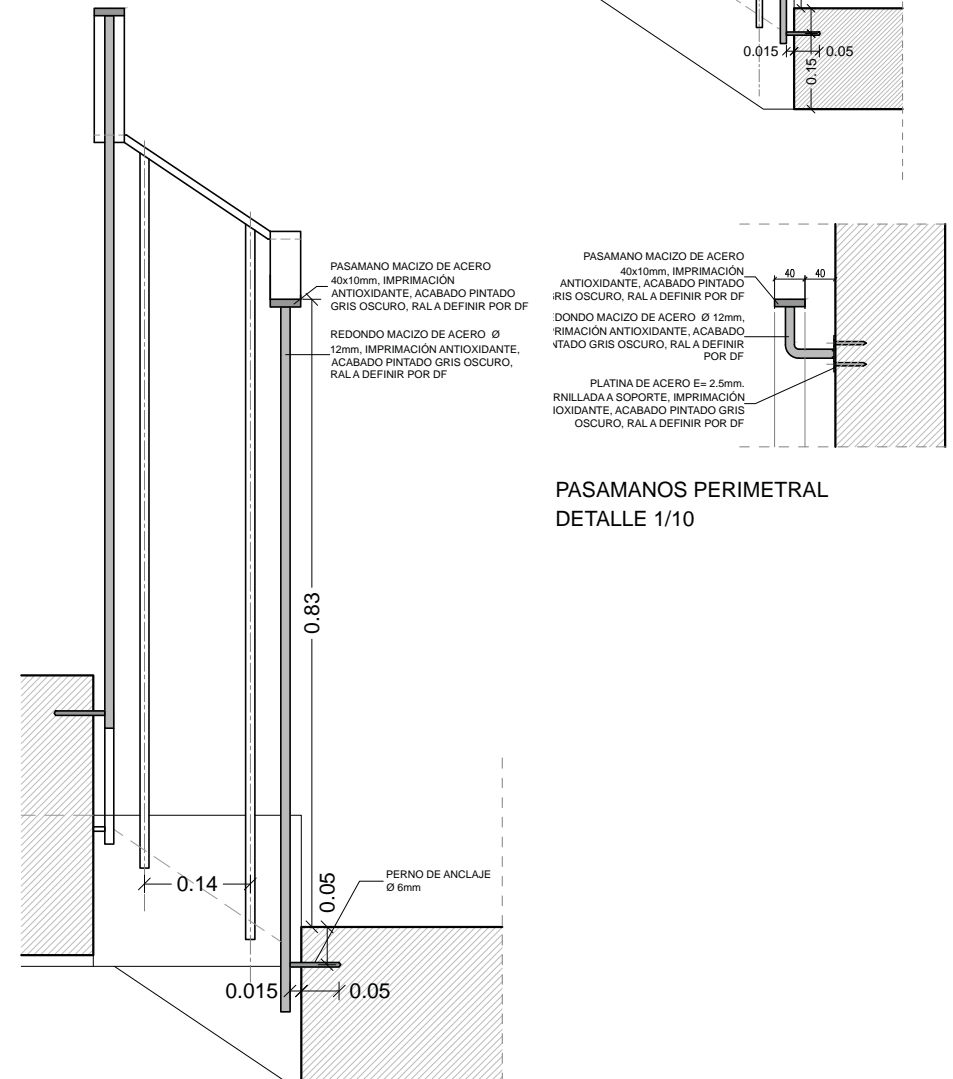 0.015
0.05
0.15
PASAMANO MACIZO DE ACERO
40x10mm, IMPRIMACIÓN
ANTIOXIDANTE, ACABADO PINTADO
GRIS OSCURO, RAL A DEFINIR POR DF
REDONDO MACIZO DE ACERO Ø
12mm, IMPRIMACIÓN ANTIOXIDANTE,
ACABADO PINTADO GRIS OSCURO,
RAL A DEFINIR POR DF
PASAMANO MACIZO DE ACERO
40x10mm, IMPRIMACIÓN
ANTIOXIDANTE, ACABADO PINTADO
RIS OSCURO, RAL A DEFINIR POR DF
EDONDO MACIZO DE ACERO Ø 12mm,
RIMACIÓN ANTIOXIDANTE, ACABADO
NTADO GRIS OSCURO, RAL A DEFINIR
POR DF
PLATINA DE ACERO E= 2.5mm.
RNILLADA A SOPORTE, IMPRIMACIÓN
IOXIDANTE, ACABADO PINTADO GRIS
OSCURO, RAL A DEFINIR POR DF
40
40
PASAMANOS PERIMETRAL
DETALLE 1/10
0.83
0.14
0.05
PERNO DE ANCLAJE
Ø 6mm
0.015
0.05